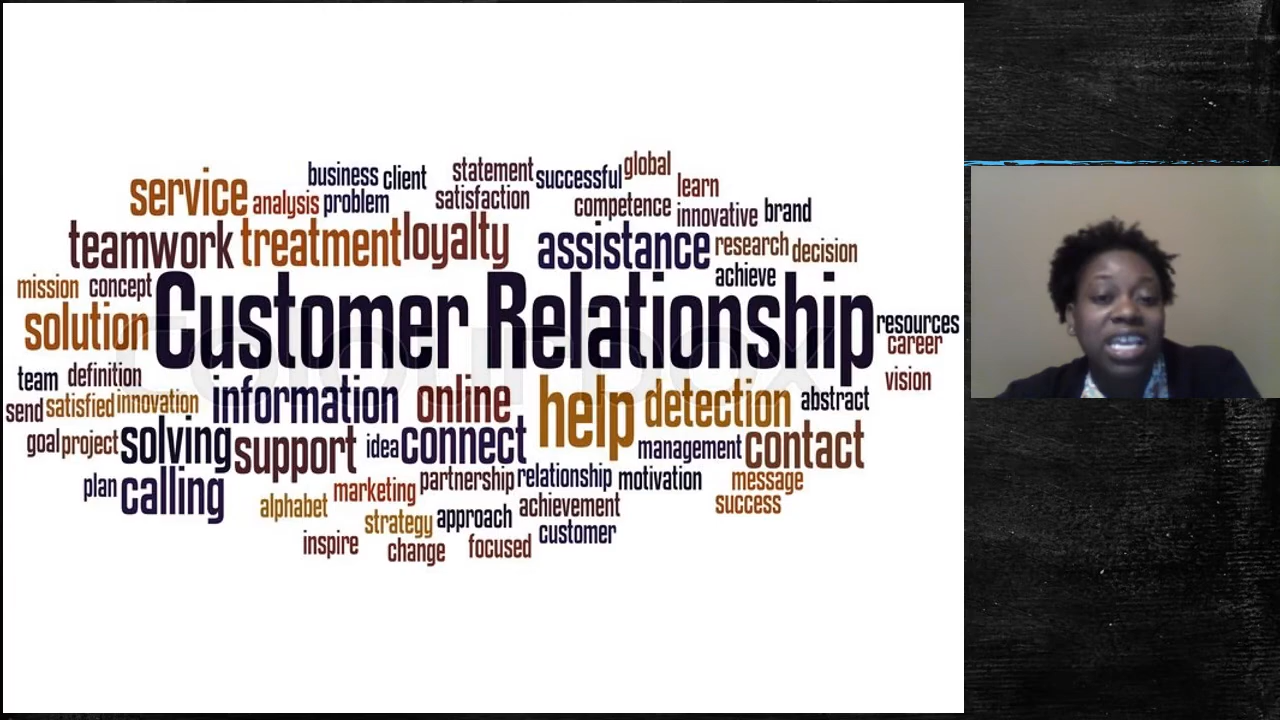 business client statement successful global
service analysis problem satisfaction competence learn
innovative brand
teamwork treatment loyalty assistance research decision
achieve
mission concept Customer Relationship
solution resources
career
team definition information online help detection abstract vision
send satisfied innovation
goal project solving support idea connect management contact
plan calling partnership relationship motivation message
alphabet marketing achievement success
strategy approach customer
inspire change focused